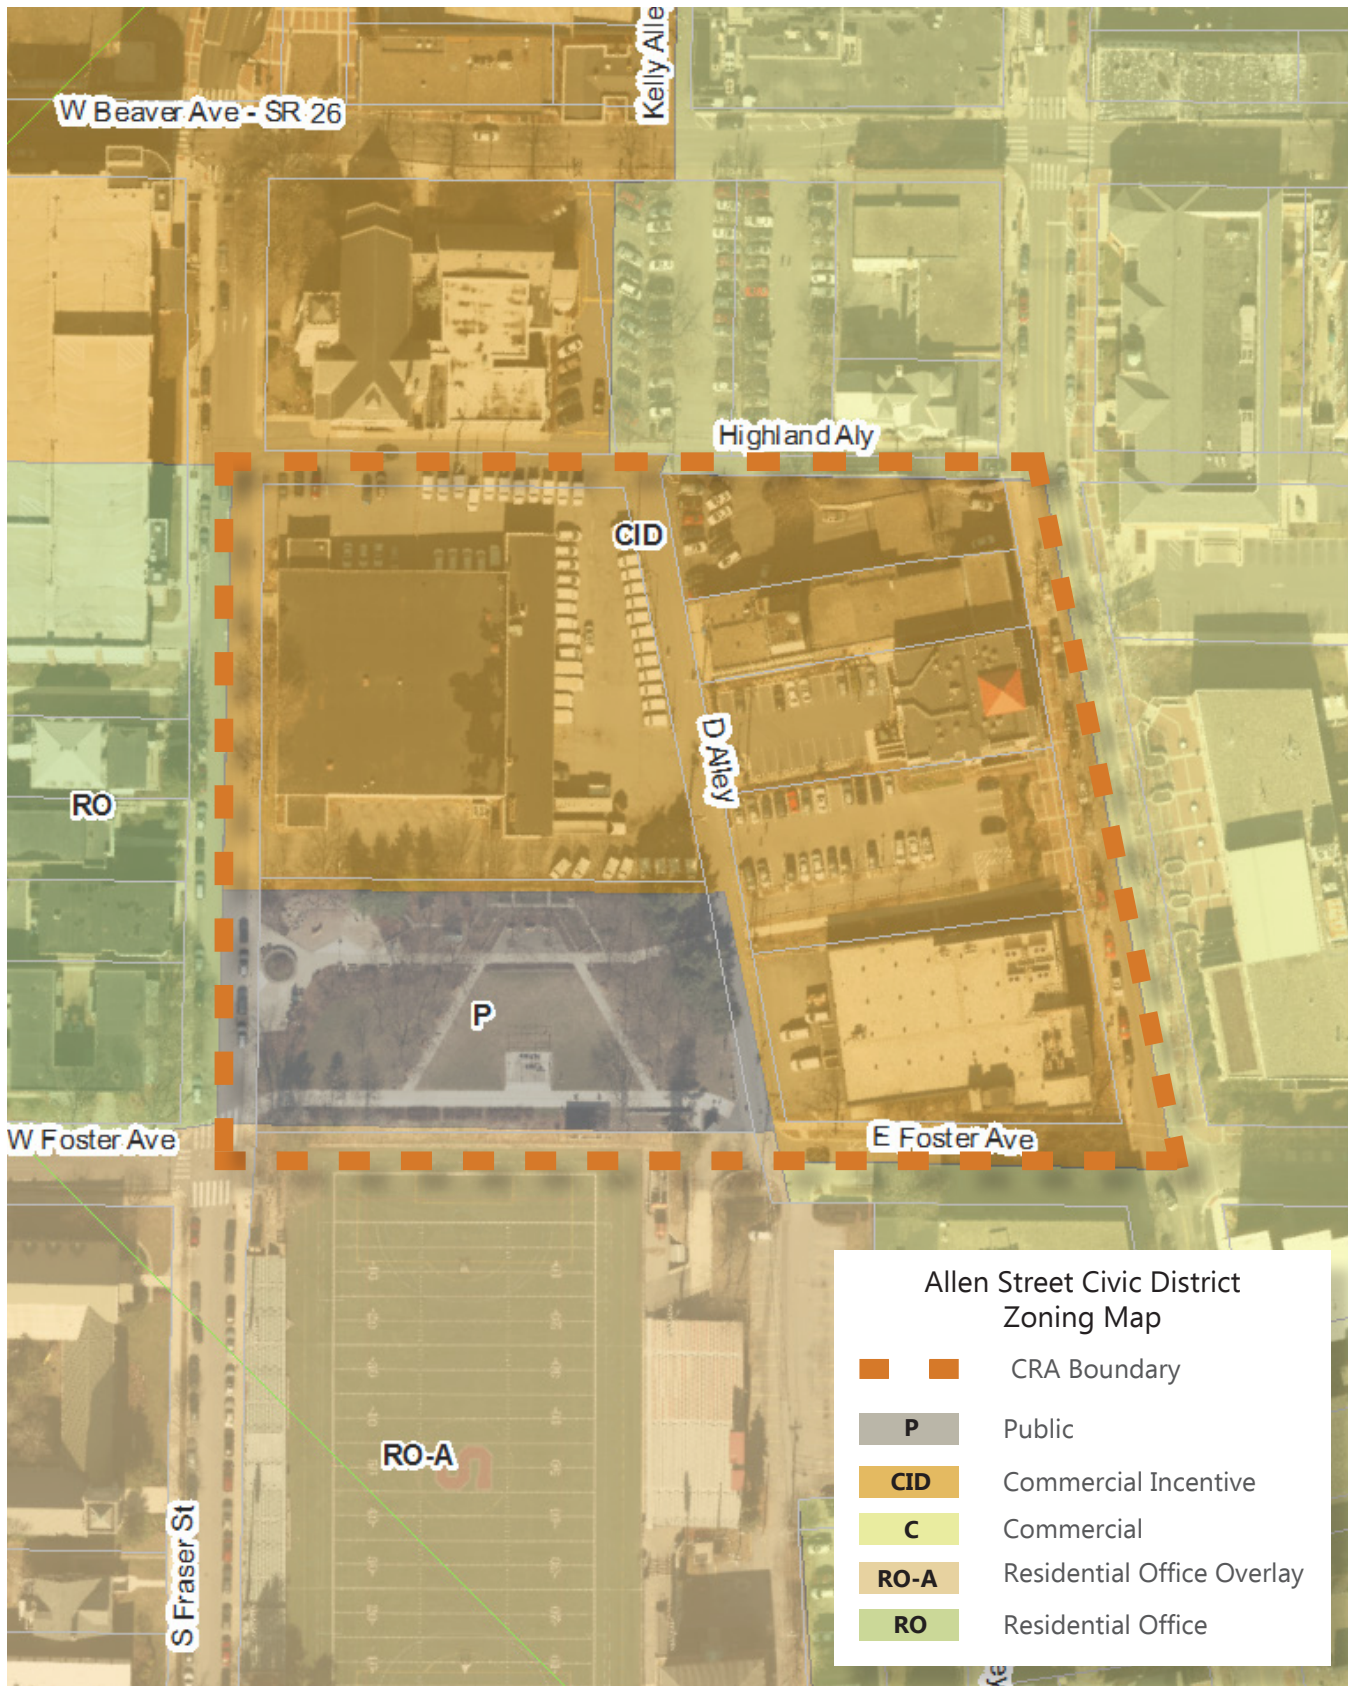 Kelly Alle
W Beaver Ave - SR 26
Highland Aly
CID
D Alley
RO
P
W Foster Ave
E Foster Ave
RO-A
S
S Fraser St
Allen Street Civic District
Zoning Map
CRA Boundary
P Public
CID Commercial Incentive
C Commercial
RO-A Residential Office Overlay
RO Residential Office
ey